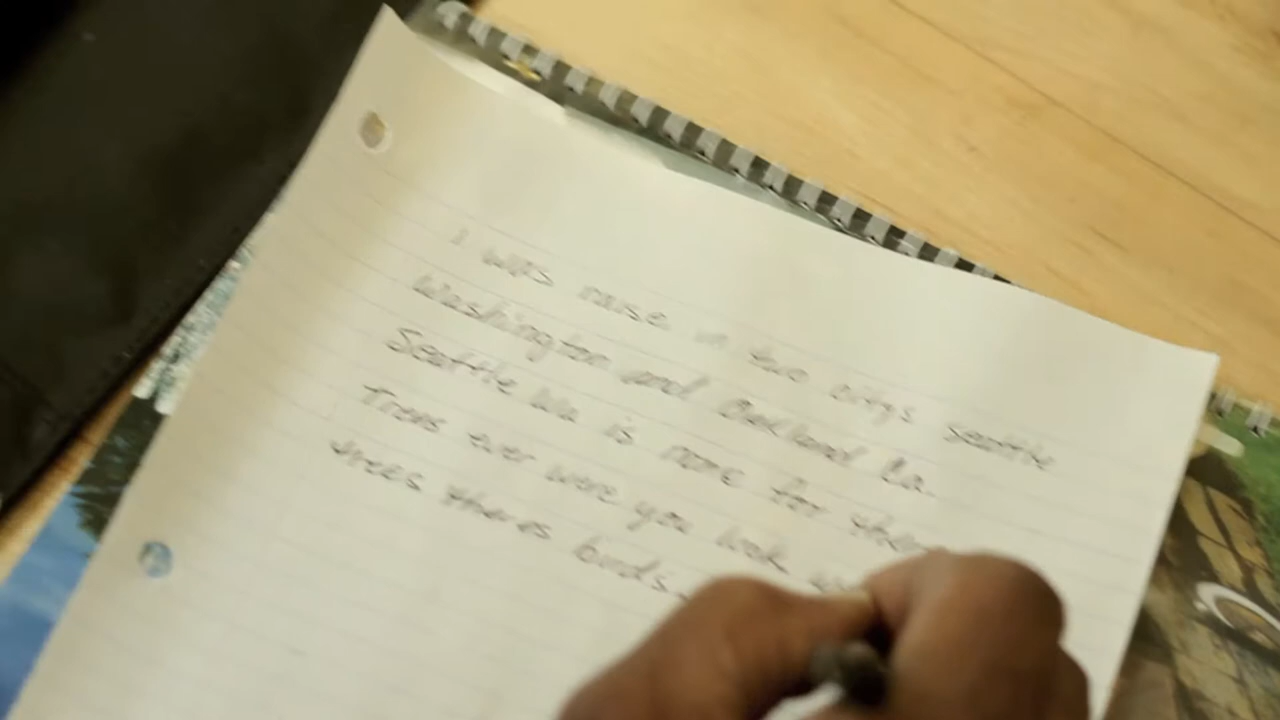 I was raise in two citys seattle
Washington and Oakland Ca.
Seattle Wa is none for
Trees ever were you look
trees theres birds.